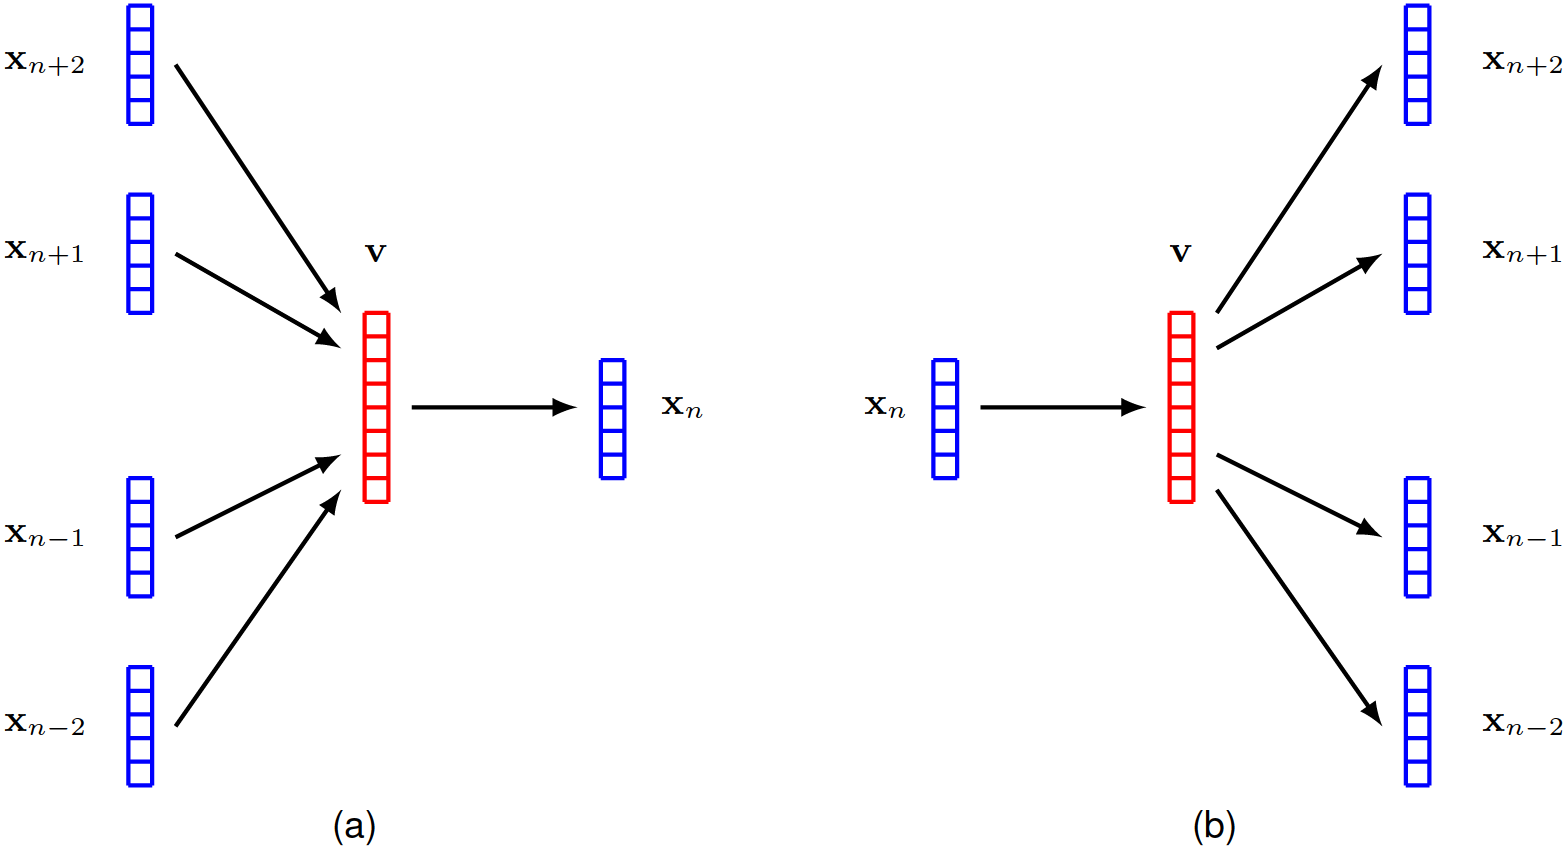 x_{n+2}
x_{n+1}
v
x_n
x_{n−1}
x_{n−2}
(a)
x_{n+2}
x_{n+1}
v
x_n
x_{n−1}
x_{n−2}
(b)